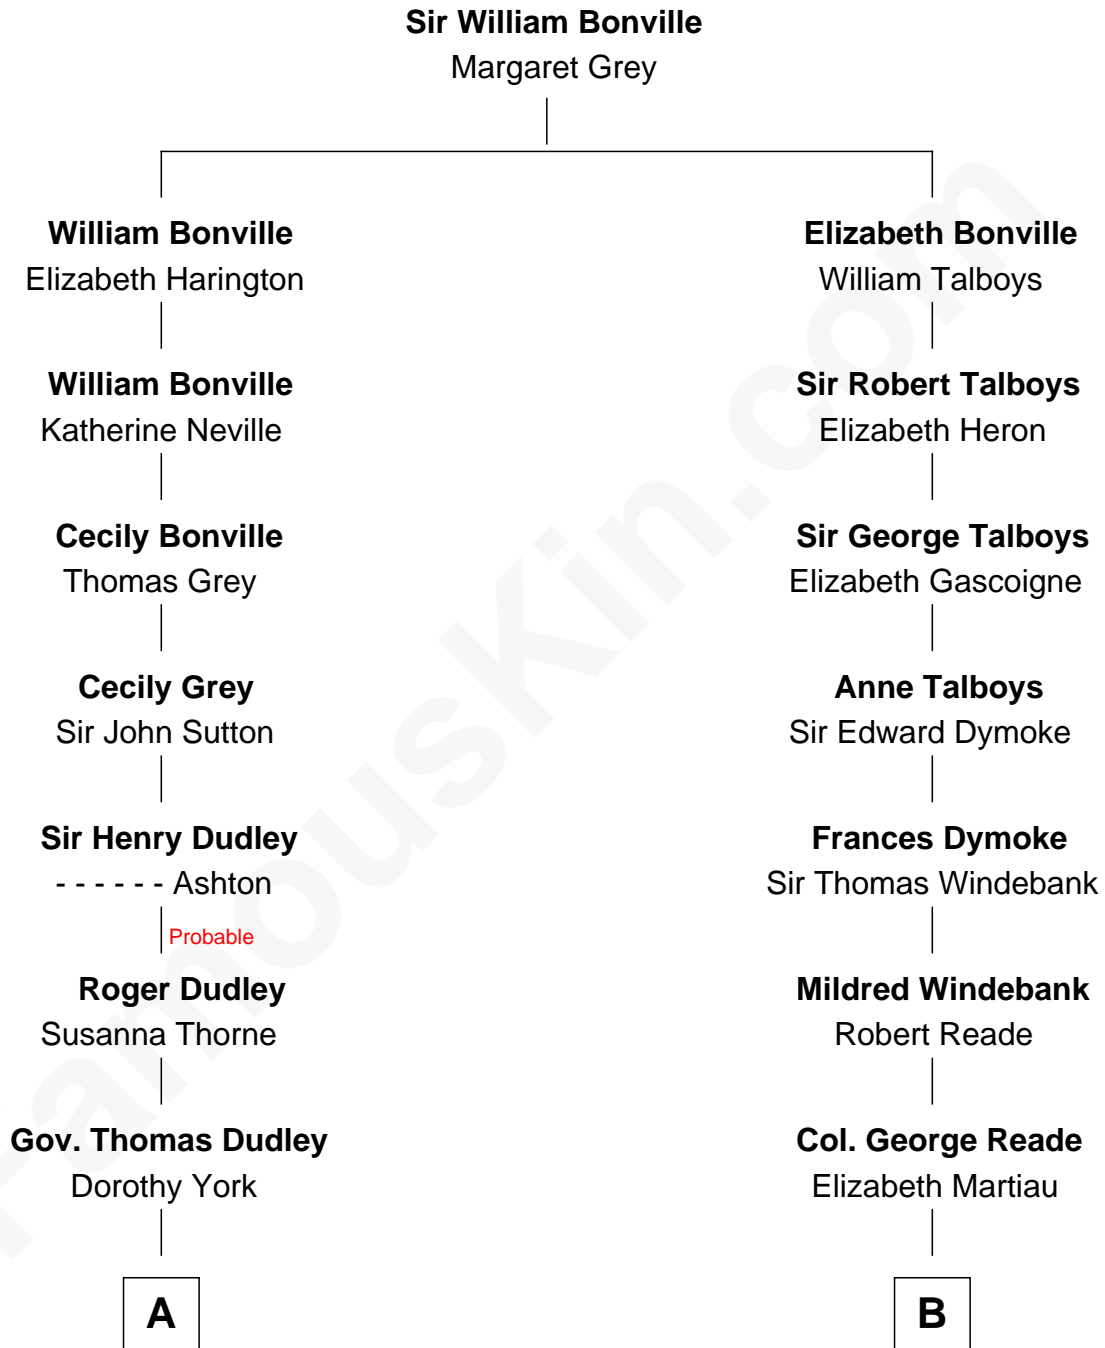 Sir William Bonville
Margaret Grey
William Bonville
Elizabeth Harington
William Bonville
Katherine Neville
Cecily Bonville
Thomas Grey
Cecily Grey
Sir John Sutton
Sir Henry Dudley
- - - - - - Ashton
Probable
Roger Dudley
Susanna Thorne
Gov. Thomas Dudley
Dorothy York
A
Elizabeth Bonville
William Talboys
Sir Robert Talboys
Elizabeth Heron
Sir George Talboys
Elizabeth Gascoigne
Anne Talboys
Sir Edward Dymoke
Frances Dymoke
Sir Thomas Windebank
Mildred Windebank
Robert Reade
Col. George Reade
Elizabeth Martiau
B
FamousKin.com